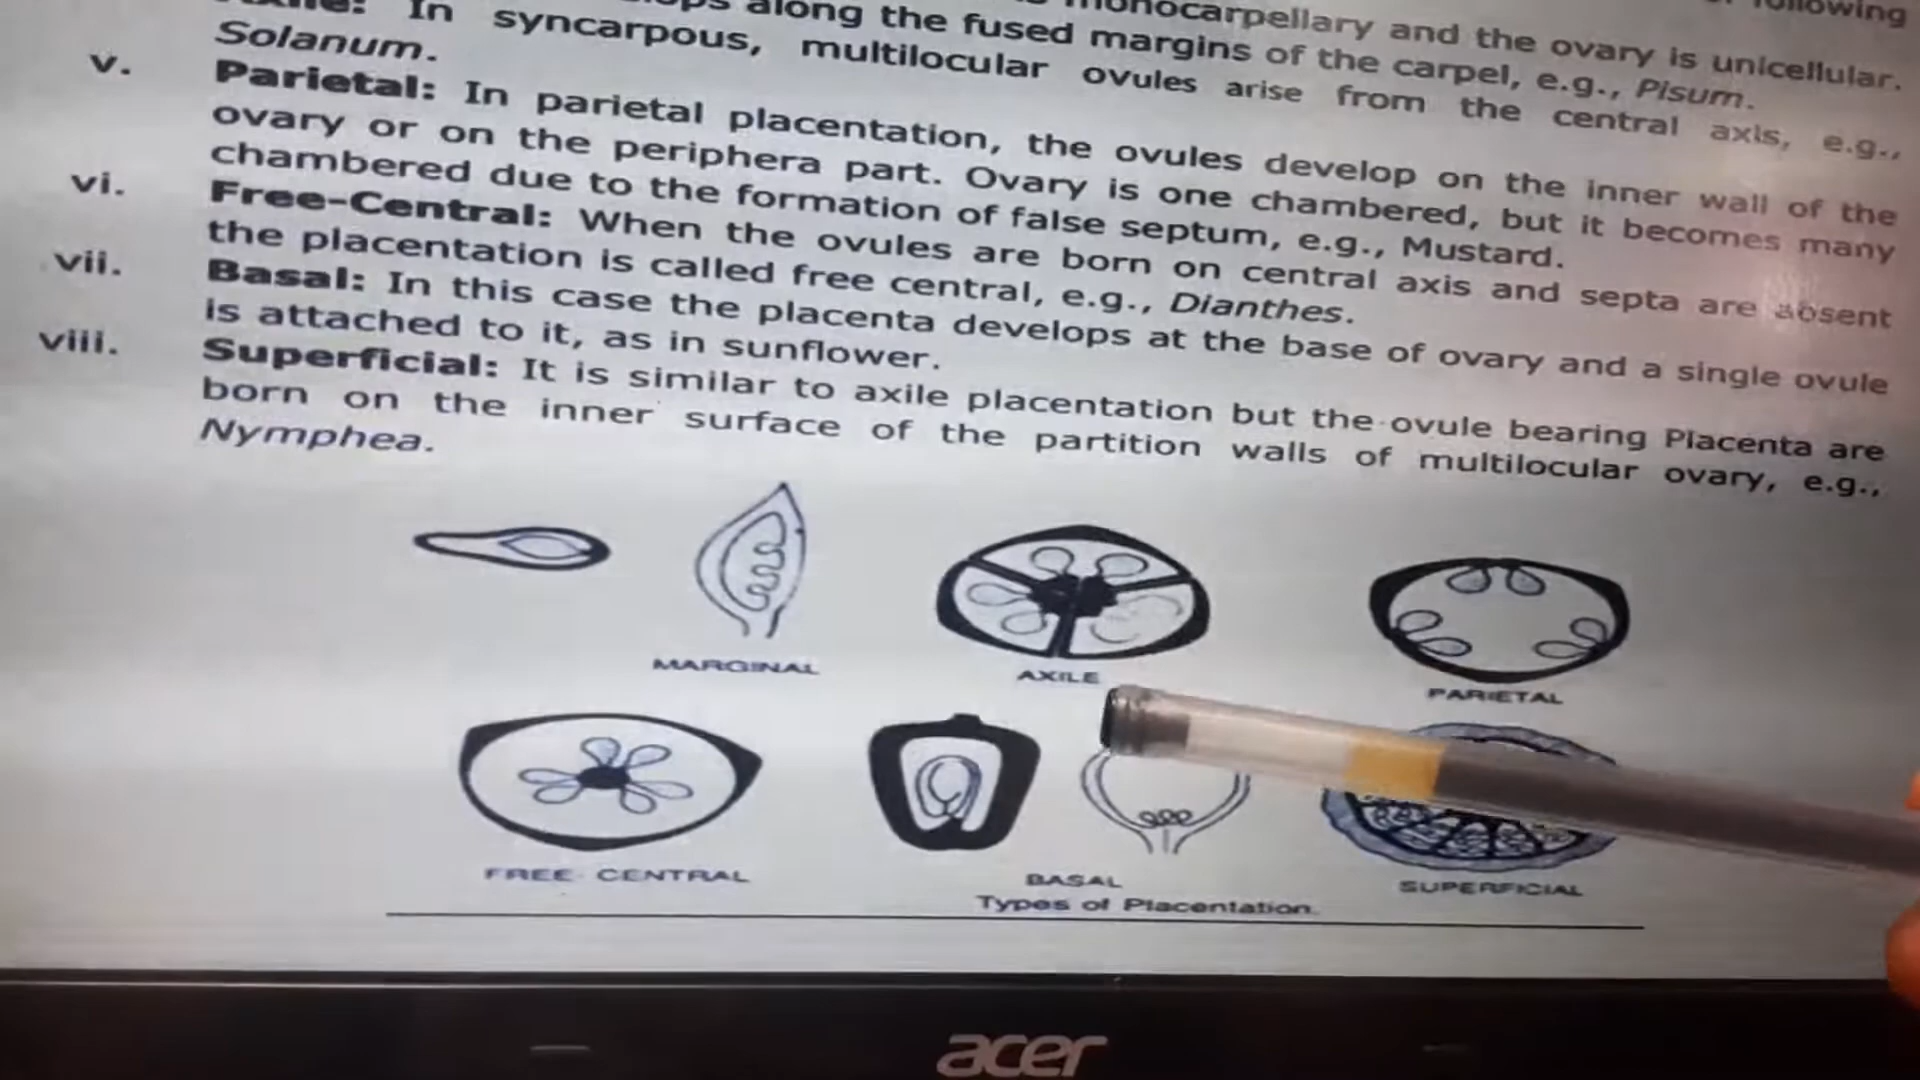 following
monocarpellary and the ovary is unicellular.
along the fused margins of the carpel, e.g., Pisum.
In syncarpous, multilocular ovules arise from the central axis, e.g.,
Solanum.
v. Parietal: In parietal placentation, the ovules develop on the inner wall of the
ovary or on the periphera part. Ovary is one chambered, but it becomes many
chambered due to the formation of false septum, e.g., Mustard.
vi. Free-Central: When the ovules are born on central axis and septa are absent
the placentation is called free central, e.g., Dianthes.
vii. Basal: In this case the placenta develops at the base of ovary and a single ovule
is attached to it, as in sunflower.
viii. Superficial: It is similar to axile placentation but the ovule bearing Placenta are
born on the inner surface of the partition walls of multilocular ovary, e.g.,
Nymphea.
MARGINAL
AXILE
PARIETAL
FREE-CENTRAL
BASAL
SUPERFICIAL
Types of Placentation.
acer